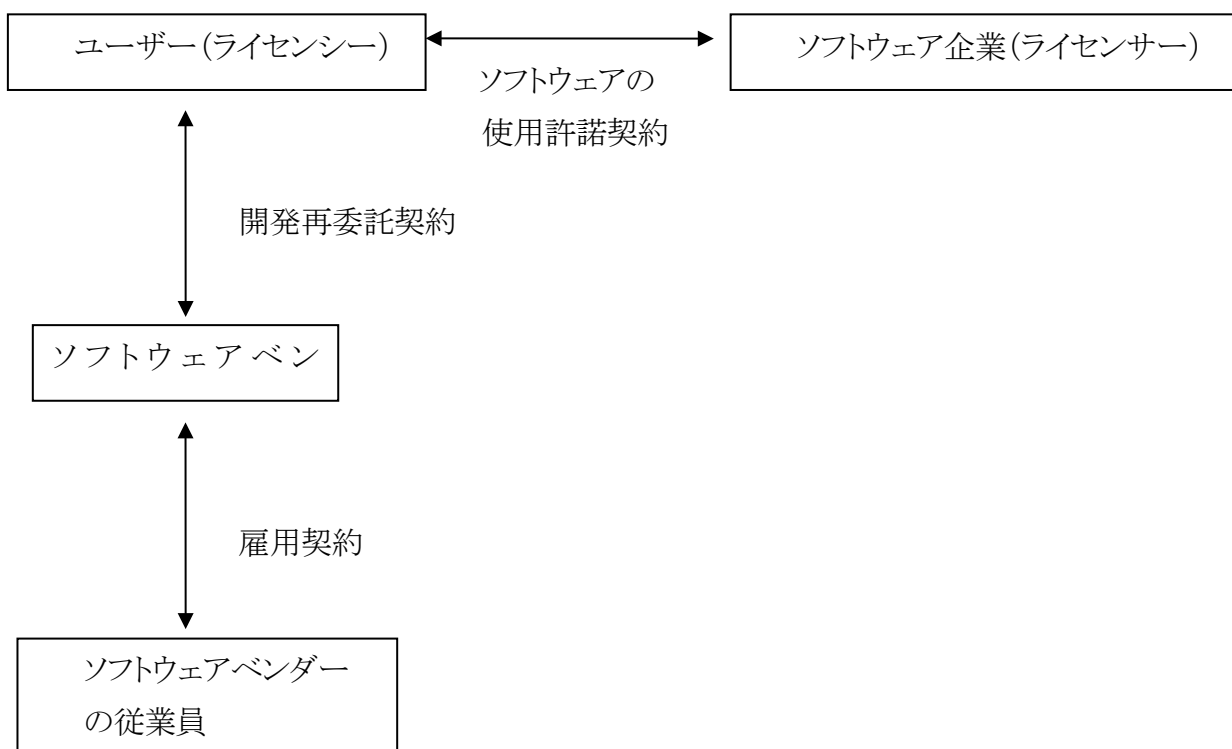 ユーザー(ライセンシー)
ソフトウェア企業(ライセンサー)
ソフトウェアの
使用許諾契約
開発再委託契約
ソフトウェアベン
雇用契約
ソフトウェアベンダー
の従業員